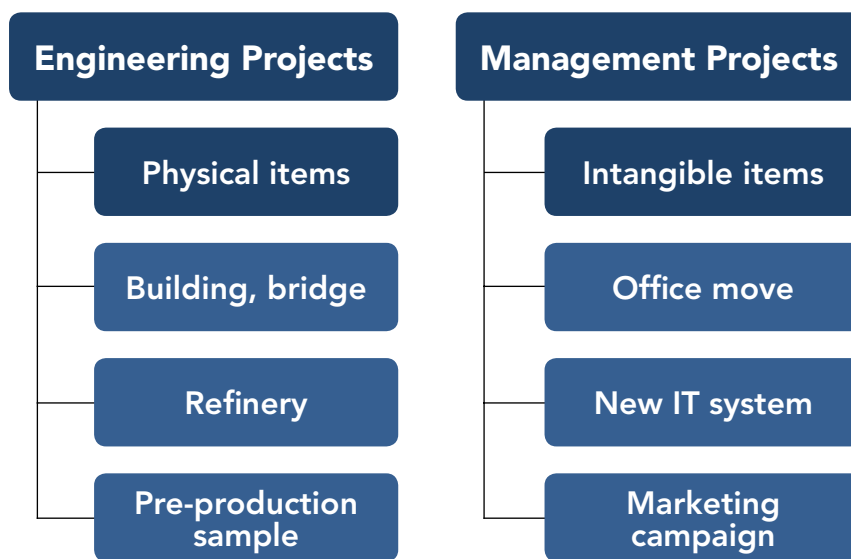 Engineering Projects
Physical items
Building, bridge
Refinery
Pre-production
sample
Management Projects
Intangible items
Office move
New IT system
Marketing
campaign